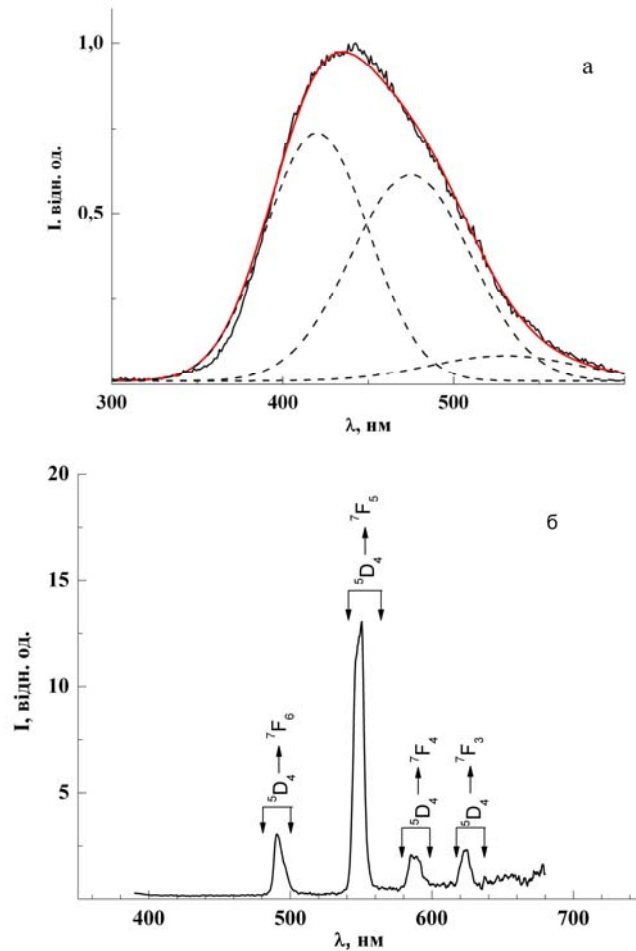 а
1,0
0,5
I. відн. од.
300
400
500
λ, нм
б
20
15
10
5
I, відн. од.
⁵D₄ → ⁷F₆
⁵D₄ → ⁷F₅
⁵D₄ → ⁷F₄
⁵D₄ → ⁷F₃
400
500
600
700
λ, нм